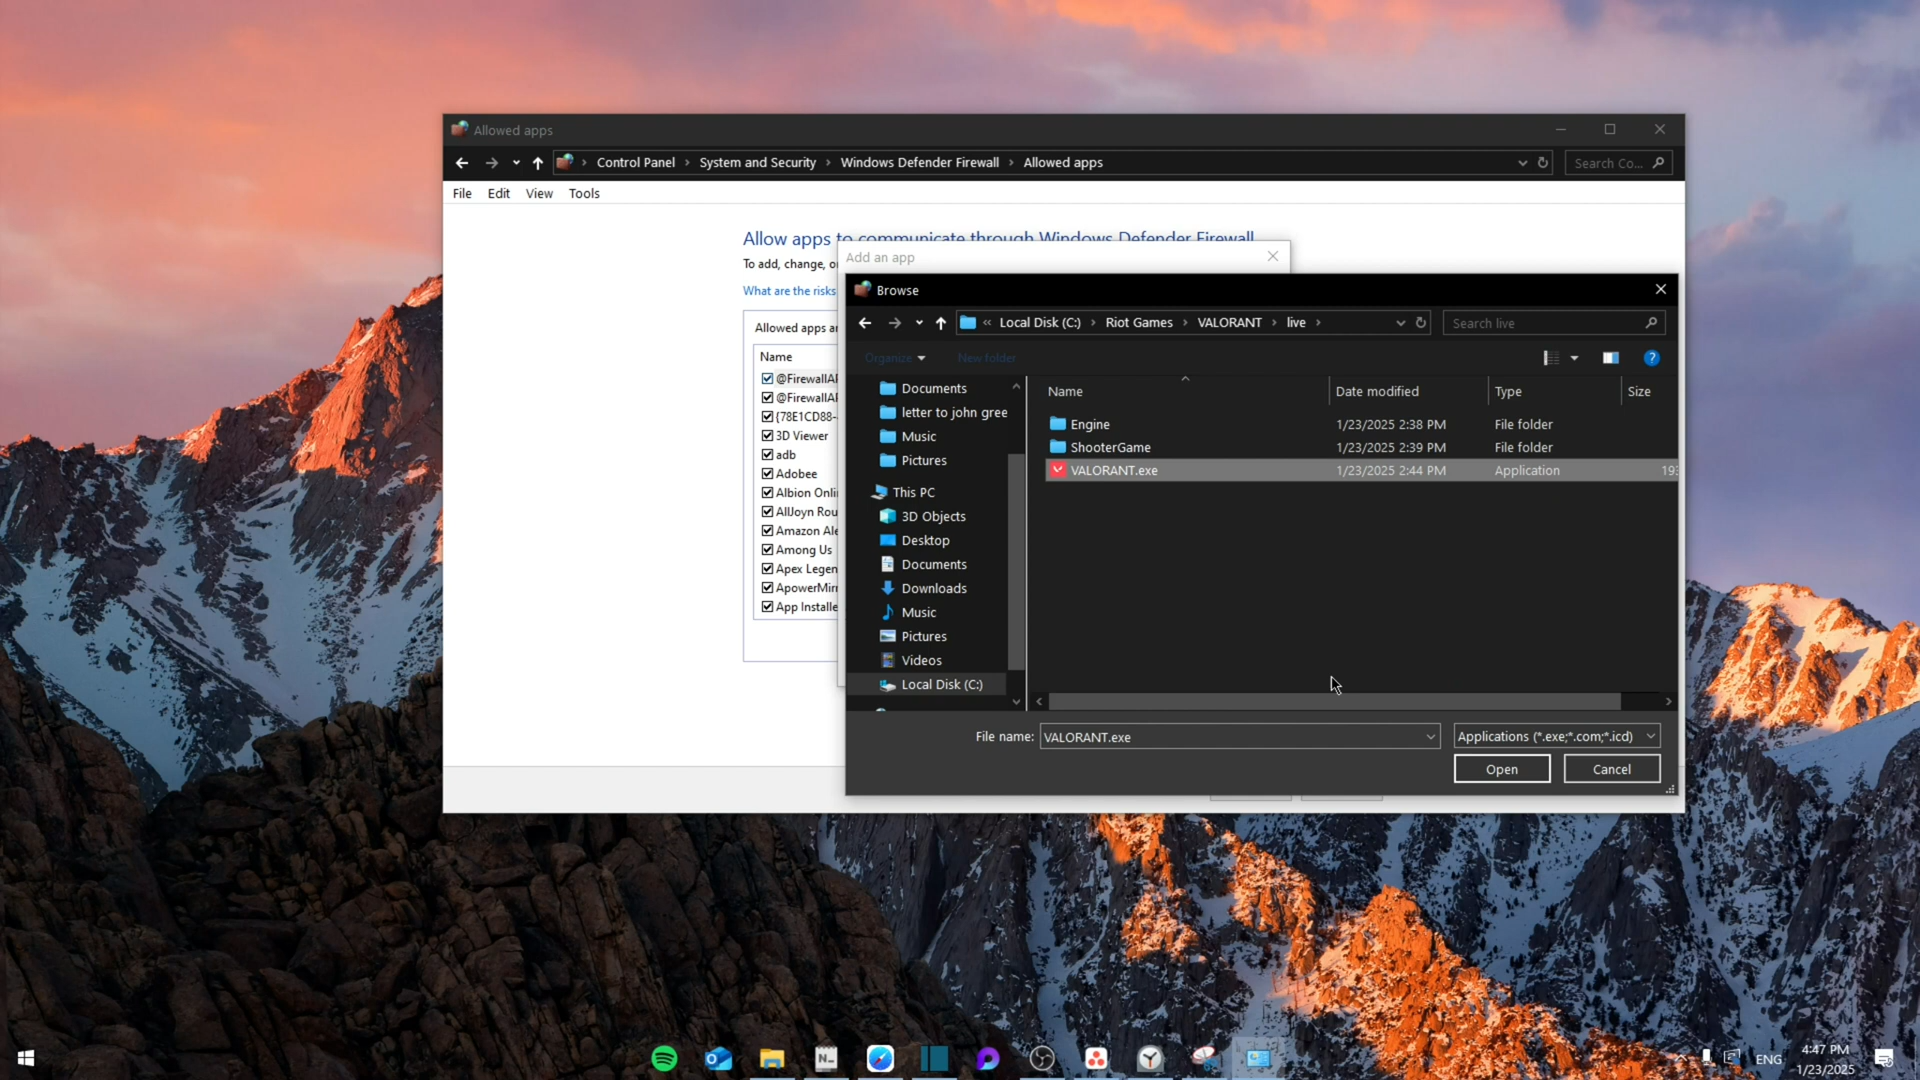 Allowed apps
Control Panel › System and Security › Windows Defender Firewall › Allowed apps
Search Co...
File Edit View Tools
Allow apps to communicate through Windows Defender Firewall
To add, change, o
What are the risks
Allowed apps a
Name
@FirewallAP
@FirewallAP
{78E1CD88-
3D Viewer
adb
Adobee
Albion Onli
AllJoyn Rou
Amazon Ale
Among Us
Apex Legen
ApowerMirr
App Installe
Add an app
Browse
« Local Disk (C:) › Riot Games › VALORANT › live ›
Search live
Organize New folder
Documents
letter to john gree
Music
Pictures
This PC
3D Objects
Desktop
Documents
Downloads
Music
Pictures
Videos
Local Disk (C:)
Name Date modified Type Size
Engine 1/23/2025 2:38 PM File folder
ShooterGame 1/23/2025 2:39 PM File folder
VALORANT.exe 1/23/2025 2:44 PM Application 193
File name: VALORANT.exe Applications (*.exe;*.com;*.icd)
Open Cancel
ENG
4:47 PM
1/23/2025